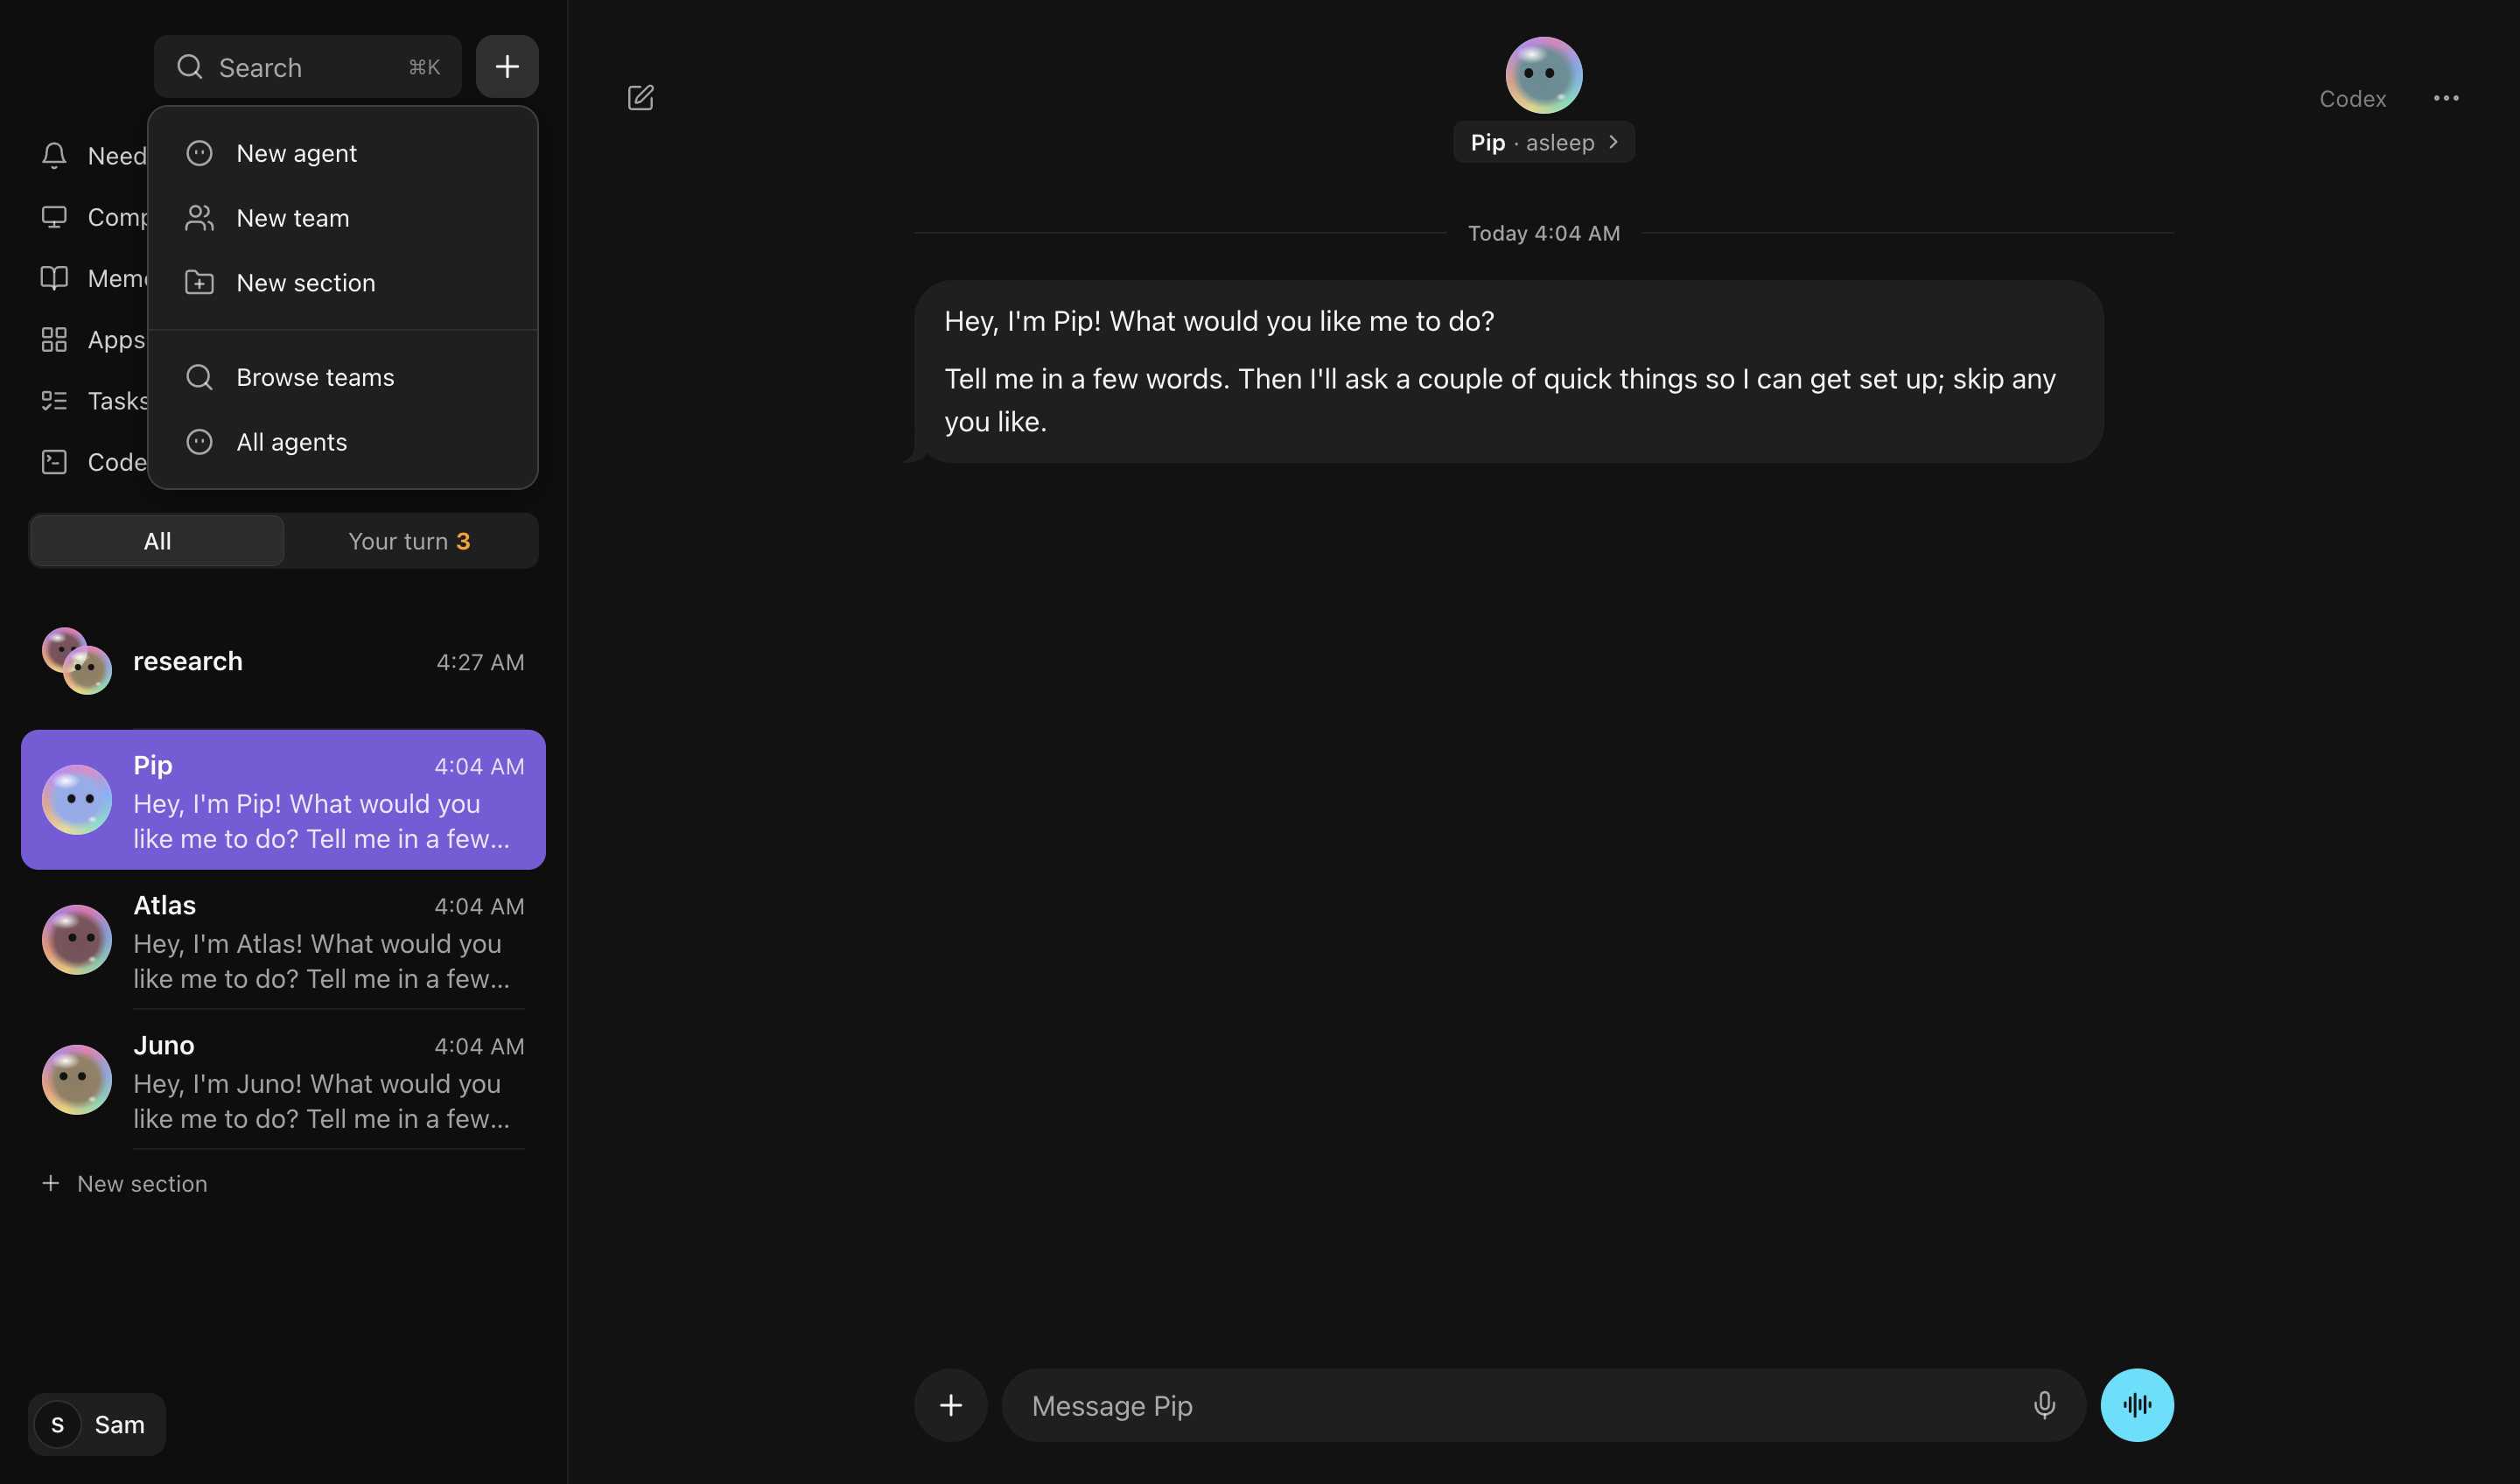 Search ⌘K
New agent
New team
New section
Browse teams
All agents
Need
Comp
Memo
Apps
Tasks
Code
All
Your turn 3
research 4:27 AM
Pip 4:04 AM
Hey, I'm Pip! What would you
like me to do? Tell me in a few...
Atlas 4:04 AM
Hey, I'm Atlas! What would you
like me to do? Tell me in a few...
Juno 4:04 AM
Hey, I'm Juno! What would you
like me to do? Tell me in a few...
New section
S Sam
Pip · asleep
Codex
Today 4:04 AM
Hey, I'm Pip! What would you like me to do?
Tell me in a few words. Then I'll ask a couple of quick things so I can get set up; skip any
you like.
Message Pip